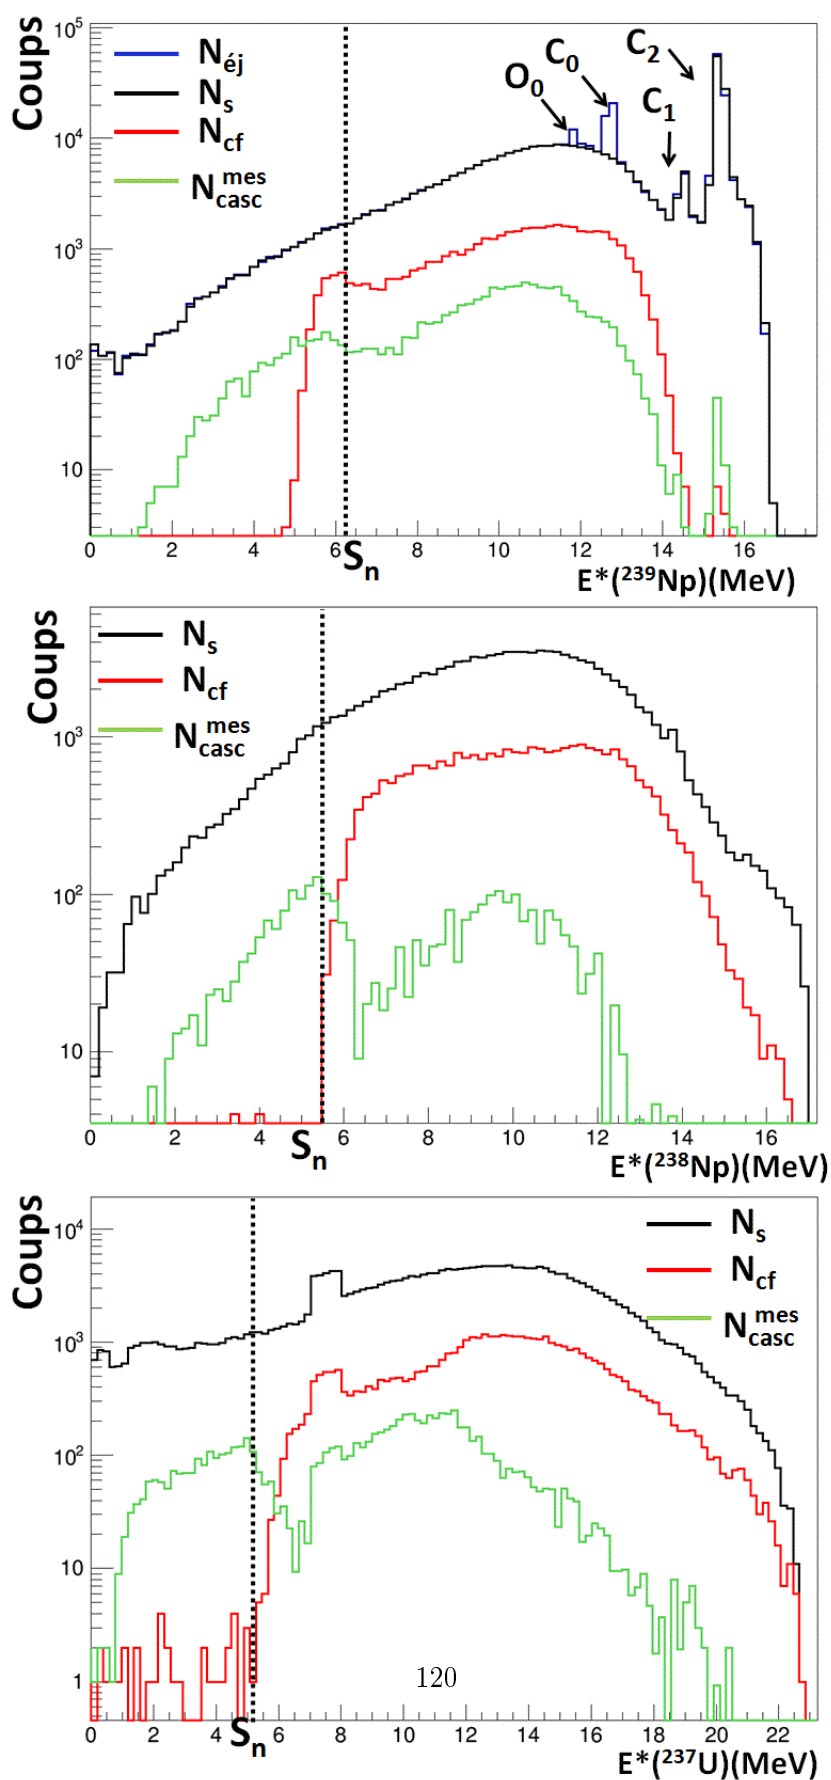 Coups
10⁵
10⁴
10³
10²
10
N_éj
N_s
N_cf
N_casc^mes
O₀
C₀
C₁
C₂
0 2 4 6 8 10 12 14 16
S_n
E*(²³⁹Np)(MeV)
Coups
10³
10²
10
N_s
N_cf
N_casc^mes
0 2 4 6 8 10 12 14 16
S_n
E*(²³⁸Np)(MeV)
Coups
10⁴
10³
10²
10
1
N_s
N_cf
N_casc^mes
120
0 2 4 6 8 10 12 14 16 18 20 22
S_n
E*(²³⁷U)(MeV)